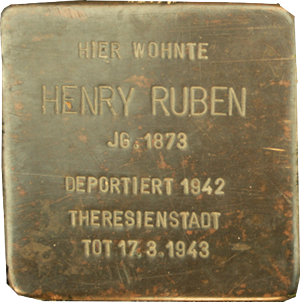 HIER WOHNTE
HENRY RUBEN
JG. 1873
DEPORTIERT 1942
THERESIENSTADT
TOT 17.3.1943